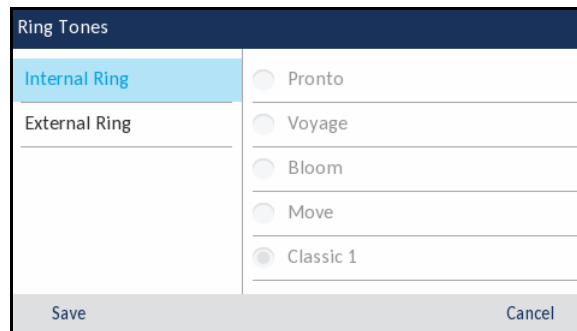 Ring Tones
Internal Ring
External Ring
Pronto
Voyage
Bloom
Move
Classic 1
Save
Cancel